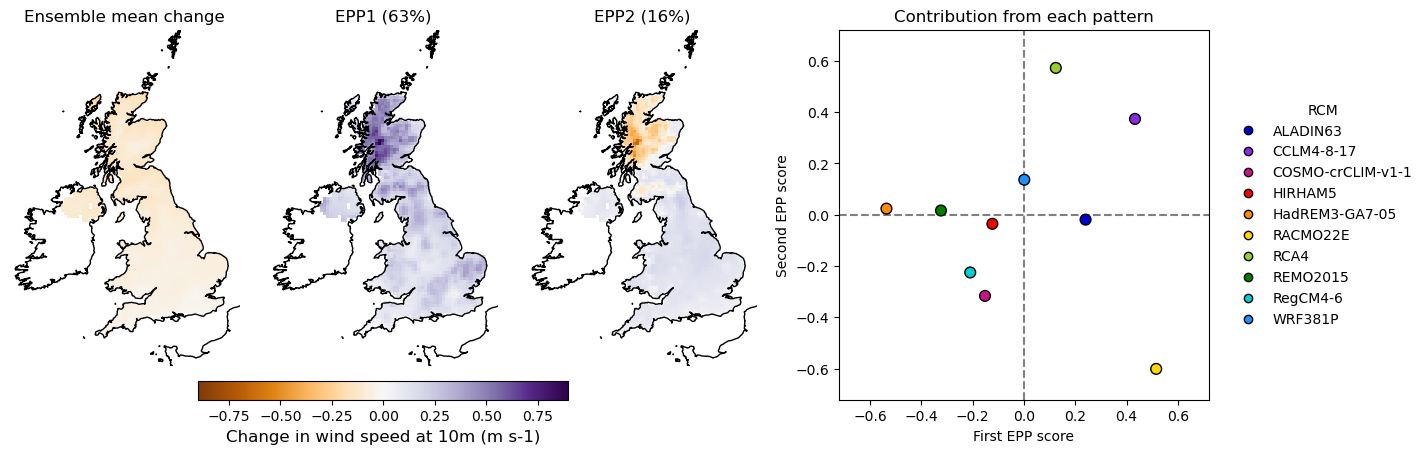 Ensemble mean change
EPP1 (63%)
EPP2 (16%)
Contribution from each pattern
0.6
0.4
0.2
0.0
−0.2
−0.4
−0.6
Second EPP score
−0.6
−0.4
−0.2
0.0
0.2
0.4
0.6
First EPP score
RCM
ALADIN63
CCLM4-8-17
COSMO-crCLIM-v1-1
HIRHAM5
HadREM3-GA7-05
RACMO22E
RCA4
REMO2015
RegCM4-6
WRF381P
−0.75
−0.50
−0.25
0.00
0.25
0.50
0.75
Change in wind speed at 10m (m s-1)